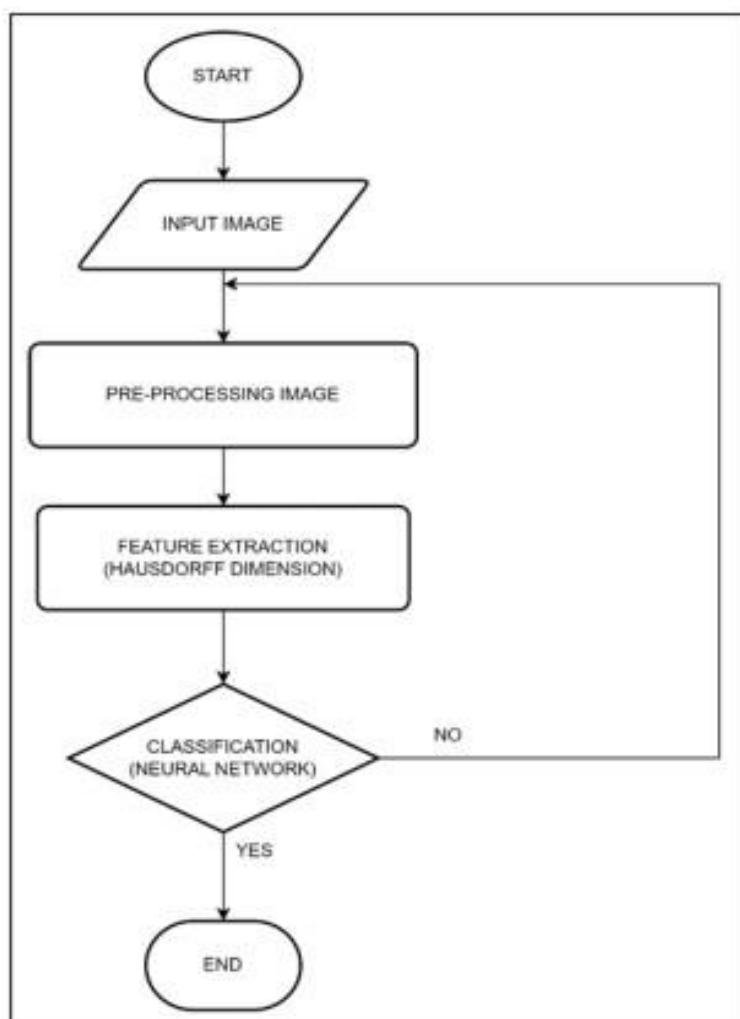 START
INPUT IMAGE
PRE-PROCESSING IMAGE
FEATURE EXTRACTION
(HAUSDORFF DIMENSION)
CLASSIFICATION
(NEURAL NETWORK)
NO
YES
END